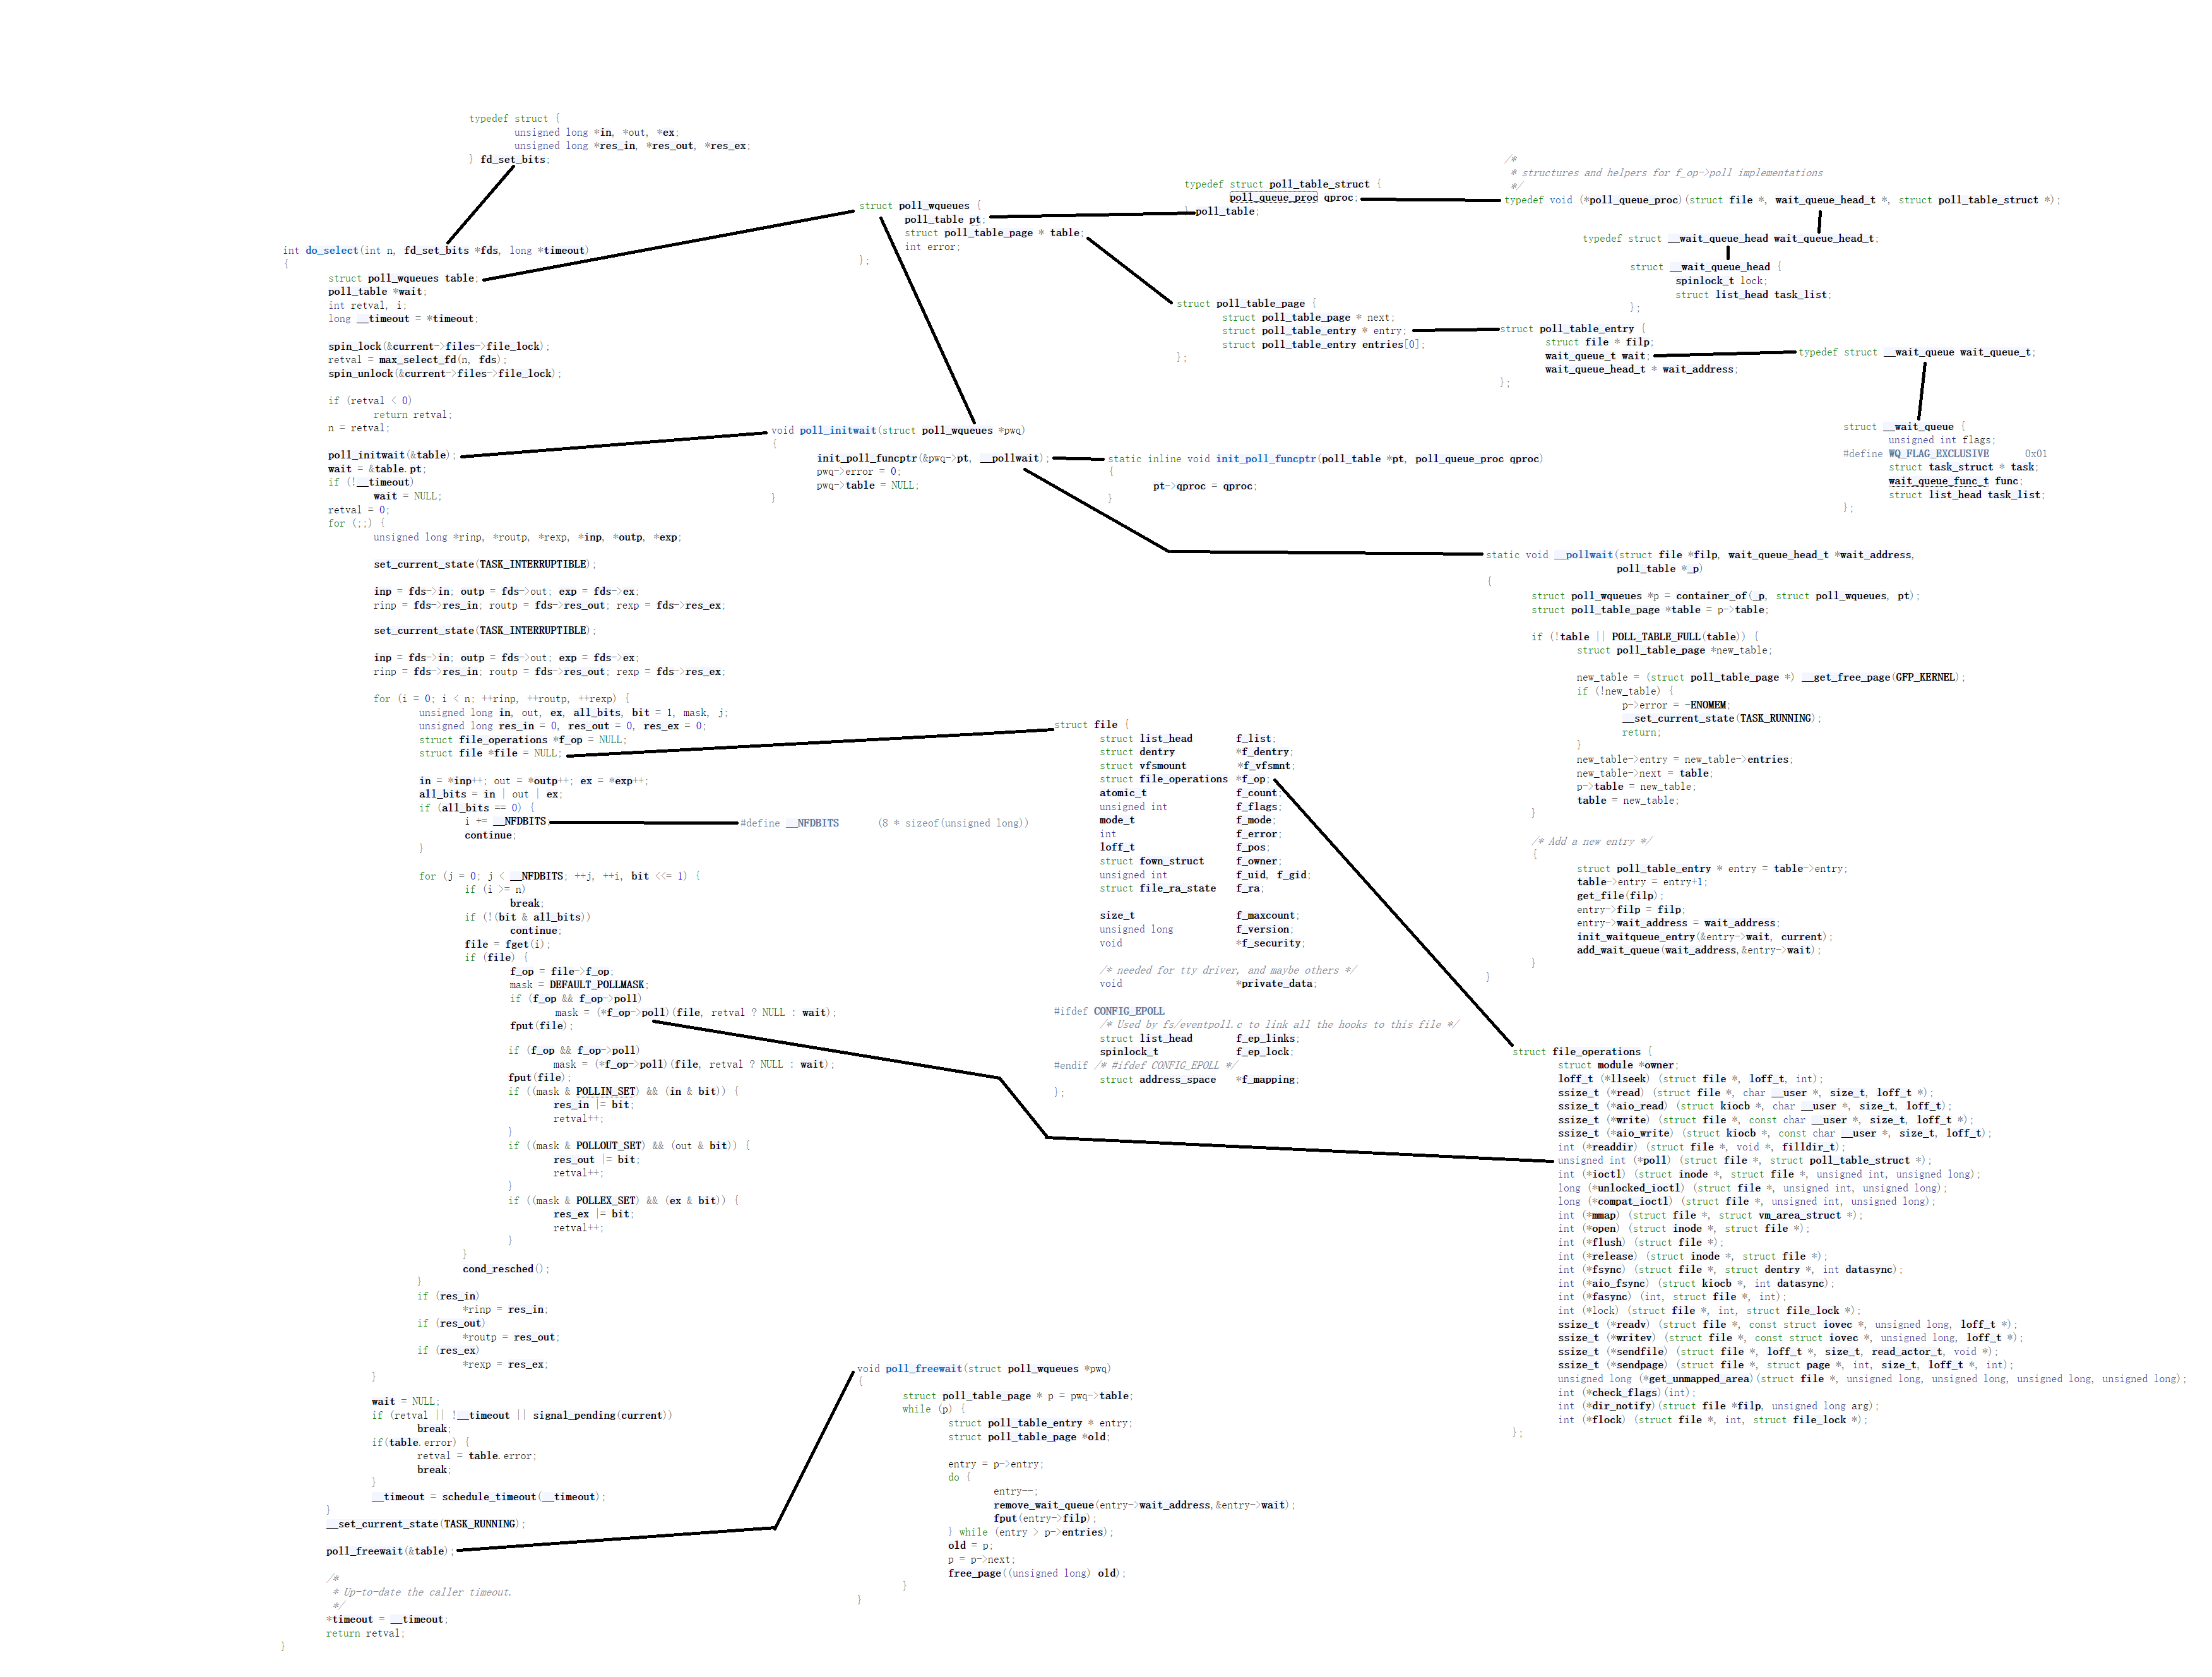 typedef struct {
unsigned long *in, *out, *ex;
unsigned long *res_in, *res_out, *res_ex;
} fd_set_bits;
int do_select(int n, fd_set_bits *fds, long *timeout)
{
struct poll_wqueues table;
poll_table *wait;
int retval, i;
long __timeout = *timeout;
spin_lock(&current->files->file_lock);
retval = max_select_fd(n, fds);
spin_unlock(&current->files->file_lock);
if (retval < 0)
return retval;
n = retval;
poll_initwait(&table);
wait = &table.pt;
if (!__timeout)
wait = NULL;
retval = 0;
for (;;) {
unsigned long *rinp, *routp, *rexp, *inp, *outp, *exp;
set_current_state(TASK_INTERRUPTIBLE);
inp = fds->in; outp = fds->out; exp = fds->ex;
rinp = fds->res_in; routp = fds->res_out; rexp = fds->res_ex;
set_current_state(TASK_INTERRUPTIBLE);
inp = fds->in; outp = fds->out; exp = fds->ex;
rinp = fds->res_in; routp = fds->res_out; rexp = fds->res_ex;
for (i = 0; i < n; ++rinp, ++routp, ++rexp) {
unsigned long in, out, ex, all_bits, bit = 1, mask, j;
unsigned long res_in = 0, res_out = 0, res_ex = 0;
struct file_operations *f_op = NULL;
struct file *file = NULL;
in = *inp++; out = *outp++; ex = *exp++;
all_bits = in | out | ex;
if (all_bits == 0) {
i += __NFDBITS;
continue;
}
for (j = 0; j < __NFDBITS; ++j, ++i, bit <<= 1) {
if (i >= n)
break;
if (!(bit & all_bits))
continue;
file = fget(i);
if (file) {
f_op = file->f_op;
mask = DEFAULT_POLLMASK;
if (f_op && f_op->poll)
mask = (*f_op->poll)(file, retval ? NULL : wait);
fput(file);
if (f_op && f_op->poll)
mask = (*f_op->poll)(file, retval ? NULL : wait);
fput(file);
if ((mask & POLLIN_SET) && (in & bit)) {
res_in |= bit;
retval++;
}
if ((mask & POLLOUT_SET) && (out & bit)) {
res_out |= bit;
retval++;
}
if ((mask & POLLEX_SET) && (ex & bit)) {
res_ex |= bit;
retval++;
}
}
cond_resched();
}
if (res_in)
*rinp = res_in;
if (res_out)
*routp = res_out;
if (res_ex)
*rexp = res_ex;
}
wait = NULL;
if (retval || !__timeout || signal_pending(current))
break;
if(table.error) {
retval = table.error;
break;
}
__timeout = schedule_timeout(__timeout);
}
__set_current_state(TASK_RUNNING);
poll_freewait(&table);
/*
* Up-to-date the caller timeout.
*/
*timeout = __timeout;
return retval;
}
struct poll_wqueues {
poll_table pt;
struct poll_table_page * table;
int error;
};
typedef struct poll_table_struct {
poll_queue_proc qproc;
} poll_table;
/*
* structures and helpers for f_op->poll implementations
*/
typedef void (*poll_queue_proc)(struct file *, wait_queue_head_t *, struct poll_table_struct *);
typedef struct __wait_queue_head wait_queue_head_t;
struct __wait_queue_head {
spinlock_t lock;
struct list_head task_list;
};
struct poll_table_page {
struct poll_table_page * next;
struct poll_table_entry * entry;
struct poll_table_entry entries[0];
};
struct poll_table_entry {
struct file * filp;
wait_queue_t wait;
wait_queue_head_t * wait_address;
};
typedef struct __wait_queue wait_queue_t;
struct __wait_queue {
unsigned int flags;
#define WQ_FLAG_EXCLUSIVE 0x01
struct task_struct * task;
wait_queue_func_t func;
struct list_head task_list;
};
void poll_initwait(struct poll_wqueues *pwq)
{
init_poll_funcptr(&pwq->pt, __pollwait);
pwq->error = 0;
pwq->table = NULL;
}
static inline void init_poll_funcptr(poll_table *pt, poll_queue_proc qproc)
{
pt->qproc = qproc;
}
static void __pollwait(struct file *filp, wait_queue_head_t *wait_address,
poll_table *_p)
{
struct poll_wqueues *p = container_of(_p, struct poll_wqueues, pt);
struct poll_table_page *table = p->table;
if (!table || POLL_TABLE_FULL(table)) {
struct poll_table_page *new_table;
new_table = (struct poll_table_page *) __get_free_page(GFP_KERNEL);
if (!new_table) {
p->error = -ENOMEM;
__set_current_state(TASK_RUNNING);
return;
}
new_table->entry = new_table->entries;
new_table->next = table;
p->table = new_table;
table = new_table;
}
/* Add a new entry */
{
struct poll_table_entry * entry = table->entry;
table->entry = entry+1;
get_file(filp);
entry->filp = filp;
entry->wait_address = wait_address;
init_waitqueue_entry(&entry->wait, current);
add_wait_queue(wait_address,&entry->wait);
}
}
#define __NFDBITS (8 * sizeof(unsigned long))
struct file {
struct list_head f_list;
struct dentry *f_dentry;
struct vfsmount *f_vfsmnt;
struct file_operations *f_op;
atomic_t f_count;
unsigned int f_flags;
mode_t f_mode;
int f_error;
loff_t f_pos;
struct fown_struct f_owner;
unsigned int f_uid, f_gid;
struct file_ra_state f_ra;
size_t f_maxcount;
unsigned long f_version;
void *f_security;
/* needed for tty driver, and maybe others */
void *private_data;
#ifdef CONFIG_EPOLL
/* Used by fs/eventpoll.c to link all the hooks to this file */
struct list_head f_ep_links;
spinlock_t f_ep_lock;
#endif /* #ifdef CONFIG_EPOLL */
struct address_space *f_mapping;
};
struct file_operations {
struct module *owner;
loff_t (*llseek) (struct file *, loff_t, int);
ssize_t (*read) (struct file *, char __user *, size_t, loff_t *);
ssize_t (*aio_read) (struct kiocb *, char __user *, size_t, loff_t);
ssize_t (*write) (struct file *, const char __user *, size_t, loff_t *);
ssize_t (*aio_write) (struct kiocb *, const char __user *, size_t, loff_t);
int (*readdir) (struct file *, void *, filldir_t);
unsigned int (*poll) (struct file *, struct poll_table_struct *);
int (*ioctl) (struct inode *, struct file *, unsigned int, unsigned long);
long (*unlocked_ioctl) (struct file *, unsigned int, unsigned long);
long (*compat_ioctl) (struct file *, unsigned int, unsigned long);
int (*mmap) (struct file *, struct vm_area_struct *);
int (*open) (struct inode *, struct file *);
int (*flush) (struct file *);
int (*release) (struct inode *, struct file *);
int (*fsync) (struct file *, struct dentry *, int datasync);
int (*aio_fsync) (struct kiocb *, int datasync);
int (*fasync) (int, struct file *, int);
int (*lock) (struct file *, int, struct file_lock *);
ssize_t (*readv) (struct file *, const struct iovec *, unsigned long, loff_t *);
ssize_t (*writev) (struct file *, const struct iovec *, unsigned long, loff_t *);
ssize_t (*sendfile) (struct file *, loff_t *, size_t, read_actor_t, void *);
ssize_t (*sendpage) (struct file *, struct page *, int, size_t, loff_t *, int);
unsigned long (*get_unmapped_area)(struct file *, unsigned long, unsigned long, unsigned long, unsigned long);
int (*check_flags)(int);
int (*dir_notify)(struct file *filp, unsigned long arg);
int (*flock) (struct file *, int, struct file_lock *);
};
void poll_freewait(struct poll_wqueues *pwq)
{
struct poll_table_page * p = pwq->table;
while (p) {
struct poll_table_entry * entry;
struct poll_table_page *old;
entry = p->entry;
do {
entry--;
remove_wait_queue(entry->wait_address,&entry->wait);
fput(entry->filp);
} while (entry > p->entries);
old = p;
p = p->next;
free_page((unsigned long) old);
}
}